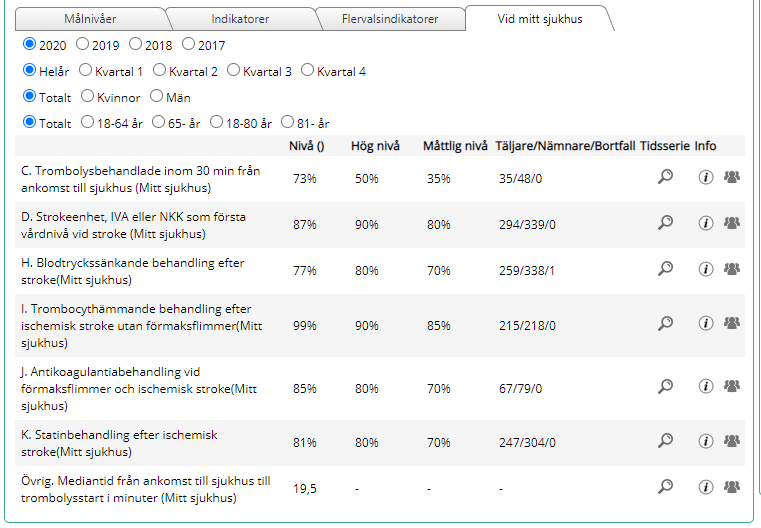 Målnivåer Indikatorer Flervalsindikatorer Vid mitt sjukhus
2020 2019 2018 2017
Helår Kvartal 1 Kvartal 2 Kvartal 3 Kvartal 4
Totalt Kvinnor Män
Totalt 18-64 år 65- år 18-80 år 81- år
Nivå () Hög nivå Måttlig nivå Täljare/Nämnare/Bortfall Tidsserie Info
C. Trombolysbehandlade inom 30 min från
ankomst till sjukhus (Mitt sjukhus)
73% 50% 35% 35/48/0
D. Strokeenhet, IVA eller NKK som första
vårdnivå vid stroke (Mitt sjukhus)
87% 90% 80% 294/339/0
H. Blodtryckssänkande behandling efter
stroke(Mitt sjukhus)
77% 80% 70% 259/338/1
I. Trombocythämmande behandling efter
ischemisk stroke utan förmaksflimmer(Mitt
sjukhus)
99% 90% 85% 215/218/0
J. Antikoagulantiabehandling vid
förmaksflimmer och ischemisk stroke(Mitt
sjukhus)
85% 80% 70% 67/79/0
K. Statinbehandling efter ischemisk
stroke(Mitt sjukhus)
81% 80% 70% 247/304/0
Övrig. Mediantid från ankomst till sjukhus till
trombolysstart i minuter (Mitt sjukhus)
19,5 - - -